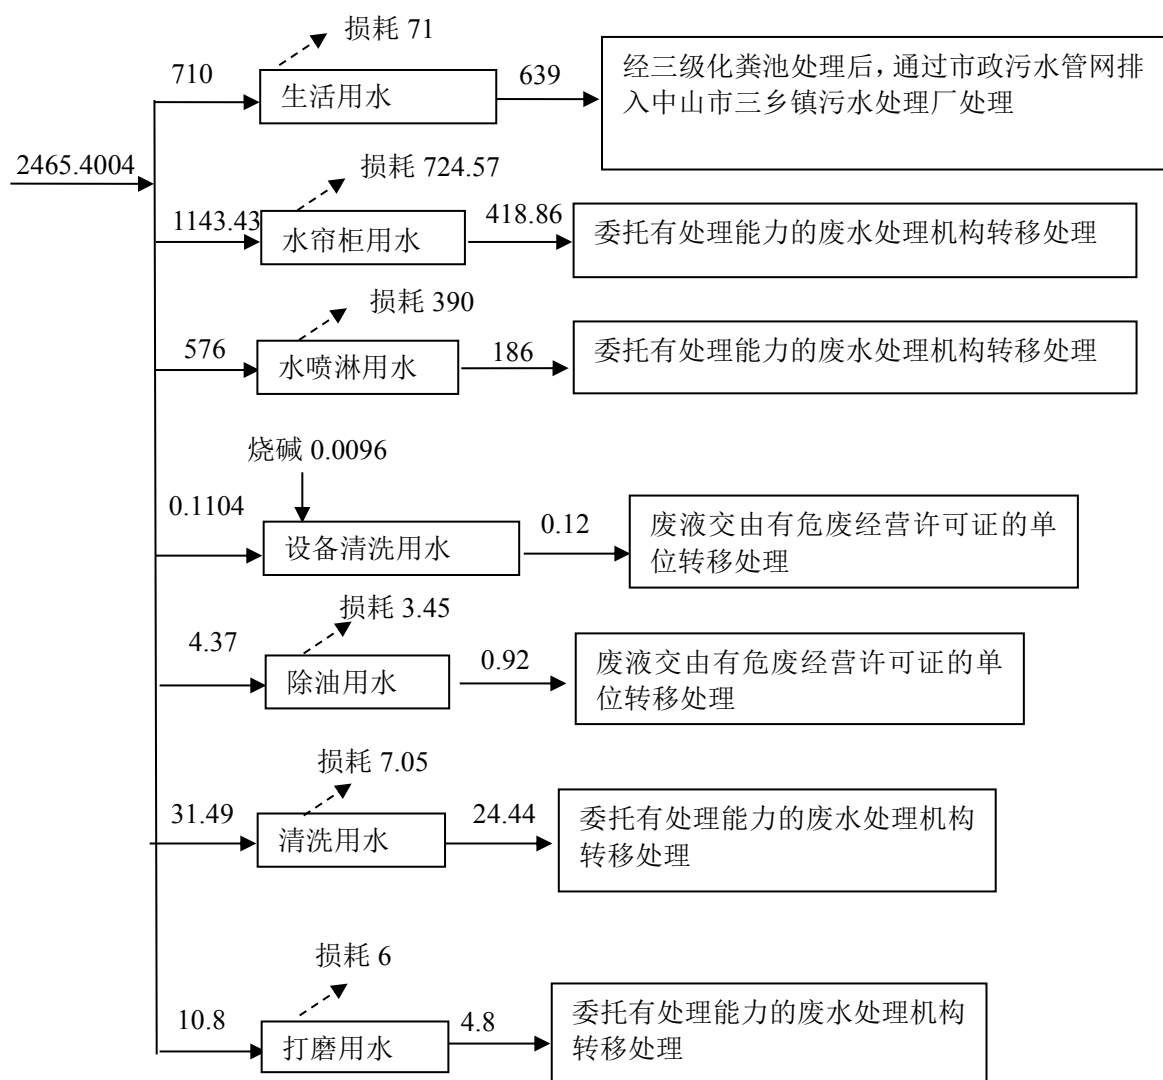 损耗 71
710
生活用水
639
经三级化粪池处理后，通过市政污水管网排
入中山市三乡镇污水处理厂处理
2465.4004
损耗 724.57
1143.43
水帘柜用水
418.86
委托有处理能力的废水处理机构转移处理
损耗 390
576
水喷淋用水
186
委托有处理能力的废水处理机构转移处理
烧碱 0.0096
0.1104
设备清洗用水
0.12
废液交由有危废经营许可证的单
位转移处理
损耗 3.45
4.37
除油用水
0.92
废液交由有危废经营许可证的单
位转移处理
损耗 7.05
31.49
清洗用水
24.44
委托有处理能力的废水处理机构
转移处理
损耗 6
10.8
打磨用水
4.8
委托有处理能力的废水处理机构
转移处理